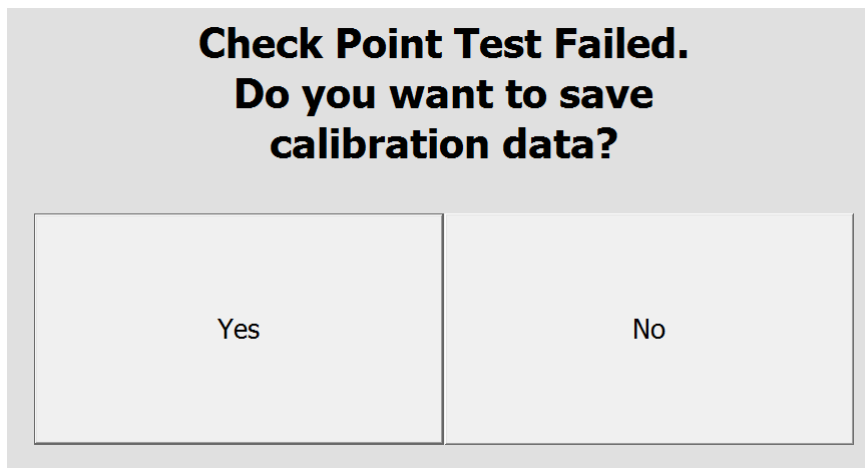 Check Point Test Failed.
Do you want to save
calibration data?
Yes
No